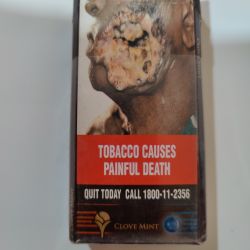 TOBACCO CAUSES
PAINFUL DEATH
QUIT TODAY CALL 1800-11-2356
CLOVE MINT